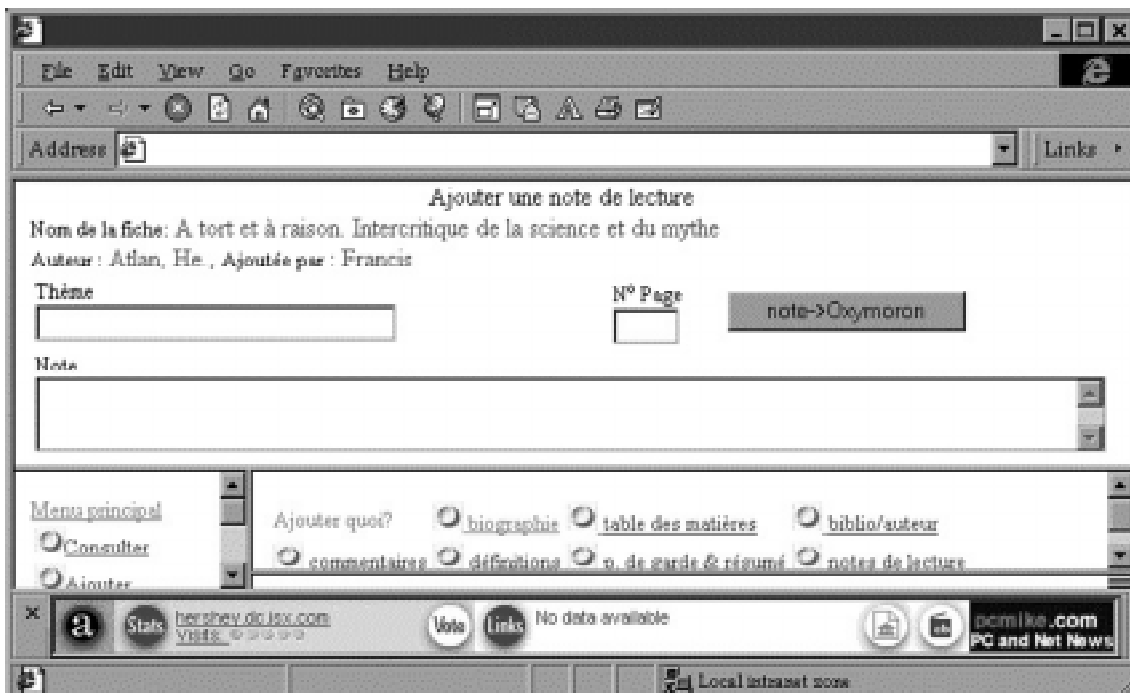 File Edit View Go Favorites Help
Address Links
Ajouter une note de lecture
Nom de la fiche: A tort et à raison. Intercritique de la science et du mythe
Auteur : Atlan, He., Ajoutée par : Francis
Thème N° Page note->Oxymoron
Note
Menu principal
Consulter
Ajouter
Ajouter quoi? biographie table des matières biblio/auteur
commentaires définitions p. de garde & résumé notes de lecture
a Stats hershey.dc.isx.com Vote Links No data available pcmike.com
Visits PC and Net News
Local intranet zone